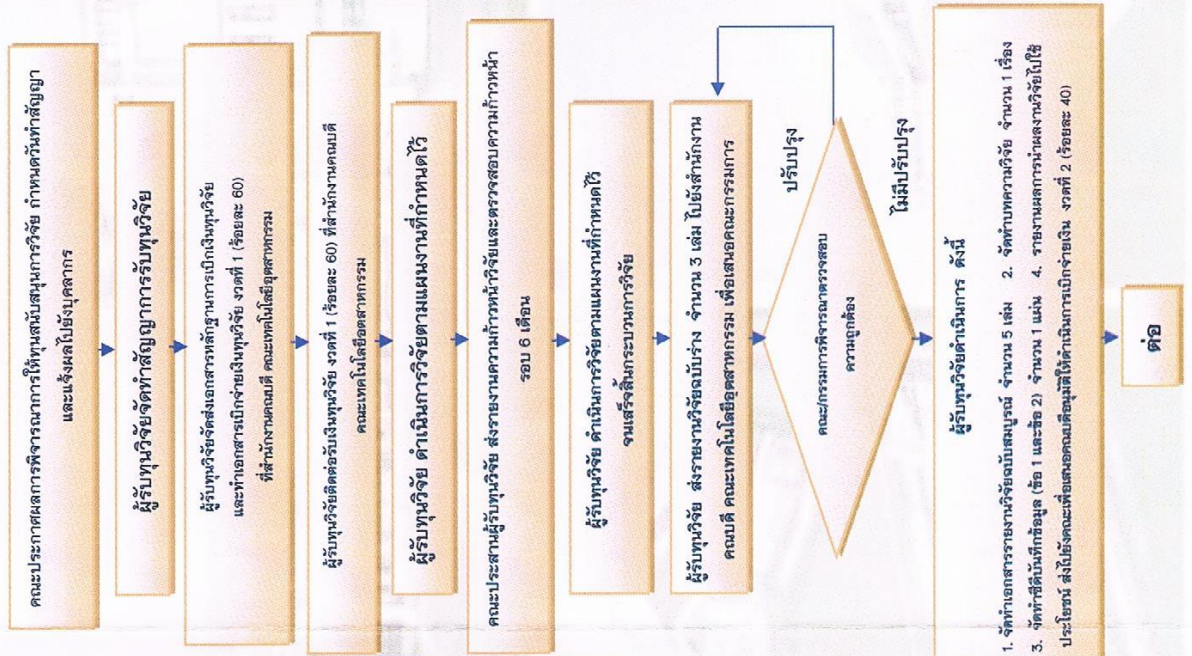 คณะประกาศผลการพิจารณาการให้ทุนสนับสนุนการวิจัย กำหนดวันทำสัญญา
และแจ้งผลไปยังบุคลากร
ผู้รับทุนวิจัยจัดทำสัญญาการรับทุนวิจัย
ผู้รับทุนวิจัยจัดส่งเอกสารหลักฐานการเบิกเงินทุนวิจัย
และทำเอกสารเบิกจ่ายเงินทุนวิจัย งวดที่ 1 (ร้อยละ 60)
ที่สำนักงานคณบดี คณะเทคโนโลยีอุตสาหกรรม
ผู้รับทุนวิจัยติดต่อรับเงินทุนวิจัย งวดที่ 1 (ร้อยละ 60) ที่สำนักงานคณบดี
คณะเทคโนโลยีอุตสาหกรรม
ผู้รับทุนวิจัย ดำเนินการวิจัยตามแผนงานที่กำหนดไว้
คณะประสานผู้รับทุนวิจัย ส่งรายงานความก้าวหน้าวิจัยและตรวจสอบความก้าวหน้า
รอบ 6 เดือน
ผู้รับทุนวิจัย ดำเนินการวิจัยตามแผนงานที่กำหนดไว้
จนเสร็จสิ้นกระบวนการวิจัย
ผู้รับทุนวิจัย ส่งรายงานวิจัยฉบับร่าง จำนวน 3 เล่ม ไปยังสำนักงาน
คณบดี คณะเทคโนโลยีอุตสาหกรรม เพื่อเสนอคณะกรรมการ
คณะ/กรรมการพิจารณาตรวจสอบ
ความถูกต้อง
ปรับปรุง
ไม่มีปรับปรุง
ผู้รับทุนวิจัยดำเนินการ ดังนี้
1. จัดทำเอกสารรายงานวิจัยฉบับสมบูรณ์ จำนวน 5 เล่ม 2. จัดทำบทความวิจัย จำนวน 1 เรื่อง
3. จัดทำซีดีบันทึกข้อมูล (ข้อ 1 และข้อ 2) จำนวน 1 แผ่น 4. รายงานผลการนำผลงานวิจัยไปใช้
ประโยชน์ ส่งไปยังคณะเพื่อเสนอคณบดีอนุมัติให้ดำเนินการเบิกจ่ายเงิน งวดที่ 2 (ร้อยละ 40)
ต่อ